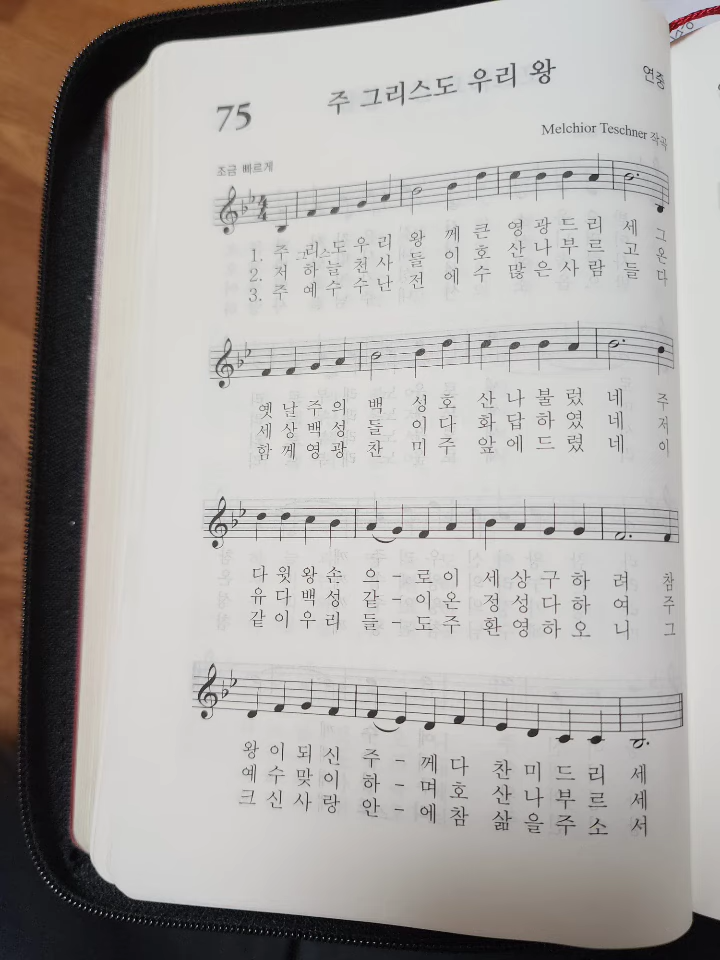 75
주 그리스도 우리 왕
연중
Melchior Teschner 작곡
조금 빠르게
1. 주 그리스도 우 리 왕 께 큰 영 광 드 리 세 그
2. 저 하 늘 천 사 들 이 호 산 나 부 르 고 온
3. 주 예 수 수 난 전 에 수 많 은 사 람 들 다
옛 날 주 의 백 성 호 산 나 불 렀 네 주
세 상 백 성 들 이 다 화 답 하 였 네 저
함 께 영 광 찬 미 주 앞 에 드 렸 네 이
다 윗 왕 손 으 - 로 이 세 상 구 하 려 참
유 다 백 성 같 - 이 온 정 성 다 하 여 주
같 이 우 리 들 - 도 주 환 영 하 오 니 그
왕 이 되 신 주 - 께 다 찬 미 드 리 세
예 수 맞 이 하 - 며 호 산 나 부 르 세
크 신 사 랑 안 - 에 참 삶 을 주 소 서